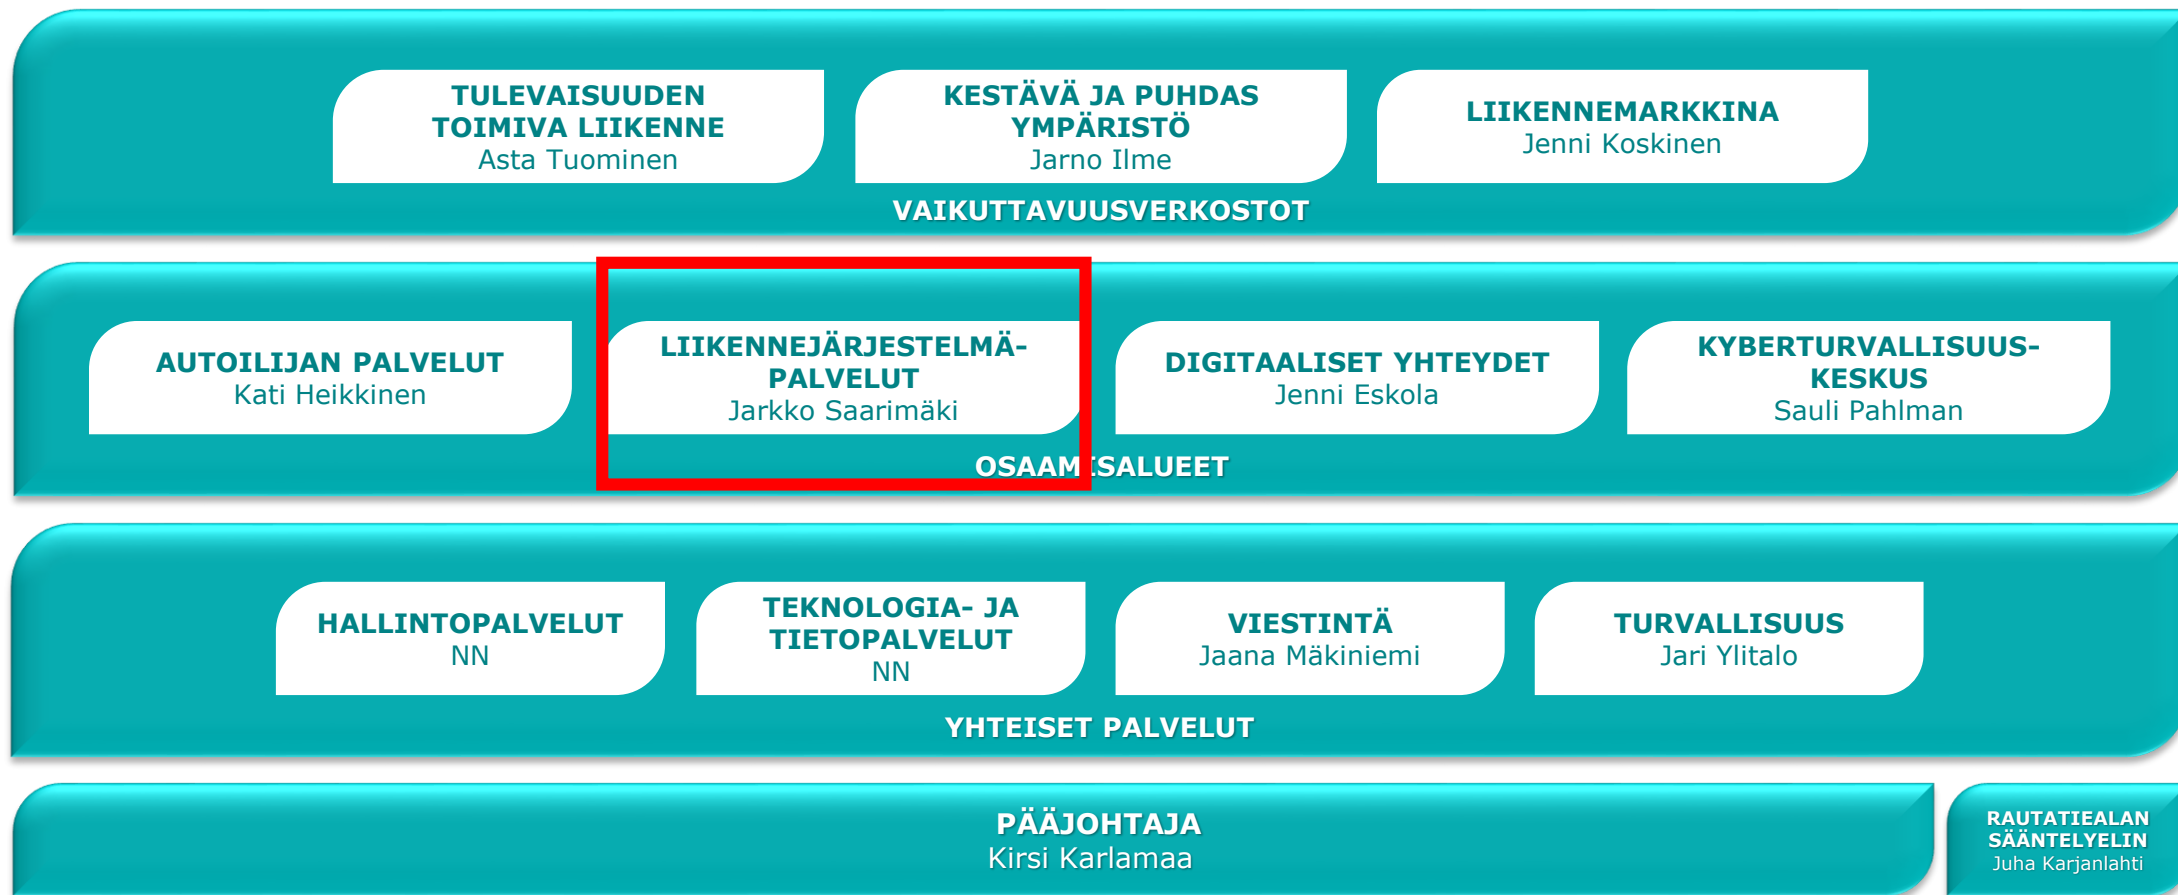 TULEVAISUUDEN
TOIMIVA LIIKENNE
Asta Tuominen
KESTÄVÄ JA PUHDAS
YMPÄRISTÖ
Jarno Ilme
LIIKENNEMARKKINA
Jenni Koskinen
VAIKUTTAVUUSVERKOSTOT
AUTOILIJAN PALVELUT
Kati Heikkinen
LIIKENNEJÄRJESTELMÄ-
PALVELUT
Jarkko Saarimäki
DIGITAALISET YHTEYDET
Jenni Eskola
KYBERTURVALLISUUS-
KESKUS
Sauli Pahlman
OSAAMISALUEET
HALLINTOPALVELUT
NN
TEKNOLOGIA- JA
TIETOPALVELUT
NN
VIESTINTÄ
Jaana Mäkiniemi
TURVALLISUUS
Jari Ylitalo
YHTEISET PALVELUT
PÄÄJOHTAJA
Kirsi Karlamaa
RAUTATIEALAN
SÄÄNTELYELIN
Juha Karjanlahti